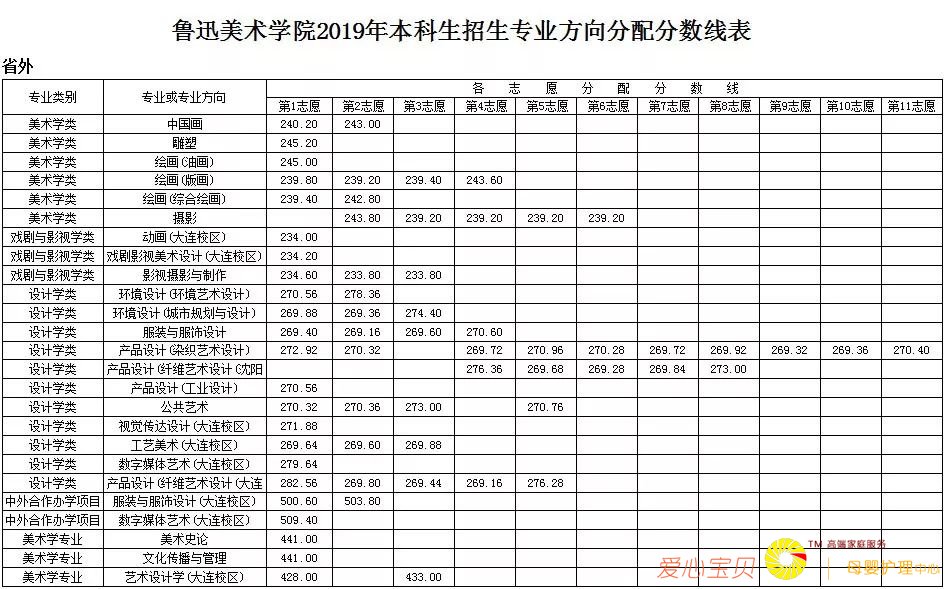 鲁迅美术学院2019年本科生招生专业方向分配分数线表
省外
专业类别 专业或专业方向 各志愿分配分数线
第1志愿 第2志愿 第3志愿 第4志愿 第5志愿 第6志愿 第7志愿 第8志愿 第9志愿 第10志愿 第11志愿
美术学类 中国画 240.20 243.00
美术学类 雕塑 245.20
美术学类 绘画(油画) 245.00
美术学类 绘画(版画) 239.80 239.20 239.40 243.60
美术学类 绘画(综合绘画) 239.40 242.80
美术学类 摄影 243.80 239.20 239.20 239.20 239.20
戏剧与影视学类 动画(大连校区) 234.00
戏剧与影视学类 戏剧影视美术设计(大连校区) 234.20
戏剧与影视学类 影视摄影与制作 234.60 233.80 233.80
设计学类 环境设计(环境艺术设计) 270.56 278.36
设计学类 环境设计(城市规划与设计) 269.88 269.36 274.40
设计学类 服装与服饰设计 269.40 269.16 269.60 270.60
设计学类 产品设计(染织艺术设计) 272.92 270.32 269.72 270.96 270.28 269.72 269.92 269.32 269.36 270.40
设计学类 产品设计(纤维艺术设计(沈阳 276.36 269.68 269.28 269.84 273.00
设计学类 产品设计(工业设计) 270.56
设计学类 公共艺术 270.32 270.36 273.00 270.76
设计学类 视觉传达设计(大连校区) 271.88
设计学类 工艺美术(大连校区) 269.64 269.60 269.88
设计学类 数字媒体艺术(大连校区) 279.64
设计学类 产品设计(纤维艺术设计(大连 282.56 269.80 269.44 269.16 276.28
中外合作办学项目 服装与服饰设计(大连校区) 500.60 503.80
中外合作办学项目 数字媒体艺术(大连校区) 509.40
美术学专业 美术史论 441.00
美术学专业 文化传播与管理 441.00
美术学专业 艺术设计学(大连校区) 428.00 433.00
爱心宝贝 TM 高端家庭服务
母婴护理中心